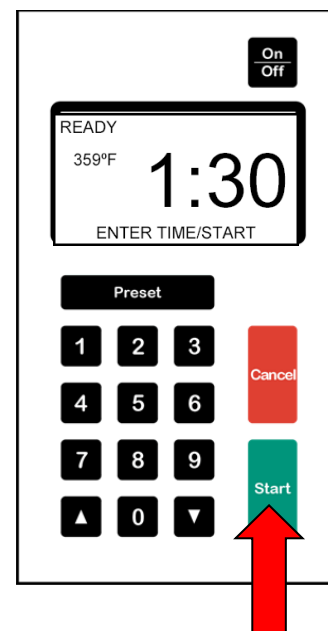 On
Off
READY
359ºF
1:30
ENTER TIME/START
Preset
1 2 3
Cancel
4 5 6
7 8 9
Start
▲ 0 ▼